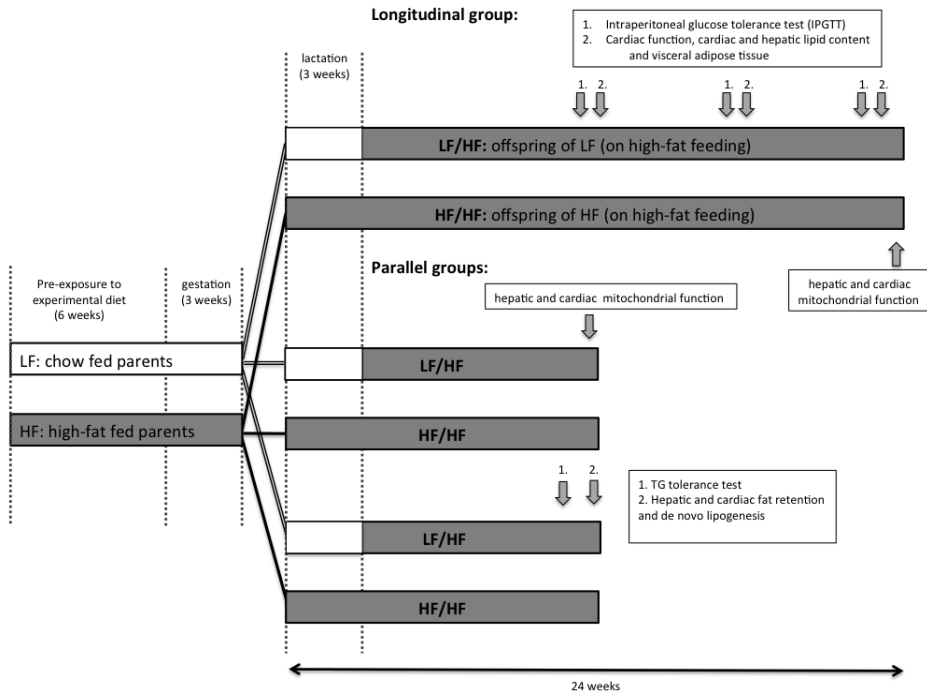 Longitudinal group:
1. Intraperitoneal glucose tolerance test (IPGTT)
2. Cardiac function, cardiac and hepatic lipid content
and visceral adipose tissue
lactation
(3 weeks)
1. 2. 1. 2. 1. 2.
LF/HF: offspring of LF (on high-fat feeding)
HF/HF: offspring of HF (on high-fat feeding)
Parallel groups:
Pre-exposure to
experimental diet
(6 weeks)
gestation
(3 weeks)
hepatic and cardiac mitochondrial function
hepatic and cardiac
mitochondrial function
LF: chow fed parents
LF/HF
HF: high-fat fed parents
HF/HF
1. 2.
1. TG tolerance test
2. Hepatic and cardiac fat retention
and de novo lipogenesis
LF/HF
HF/HF
24 weeks